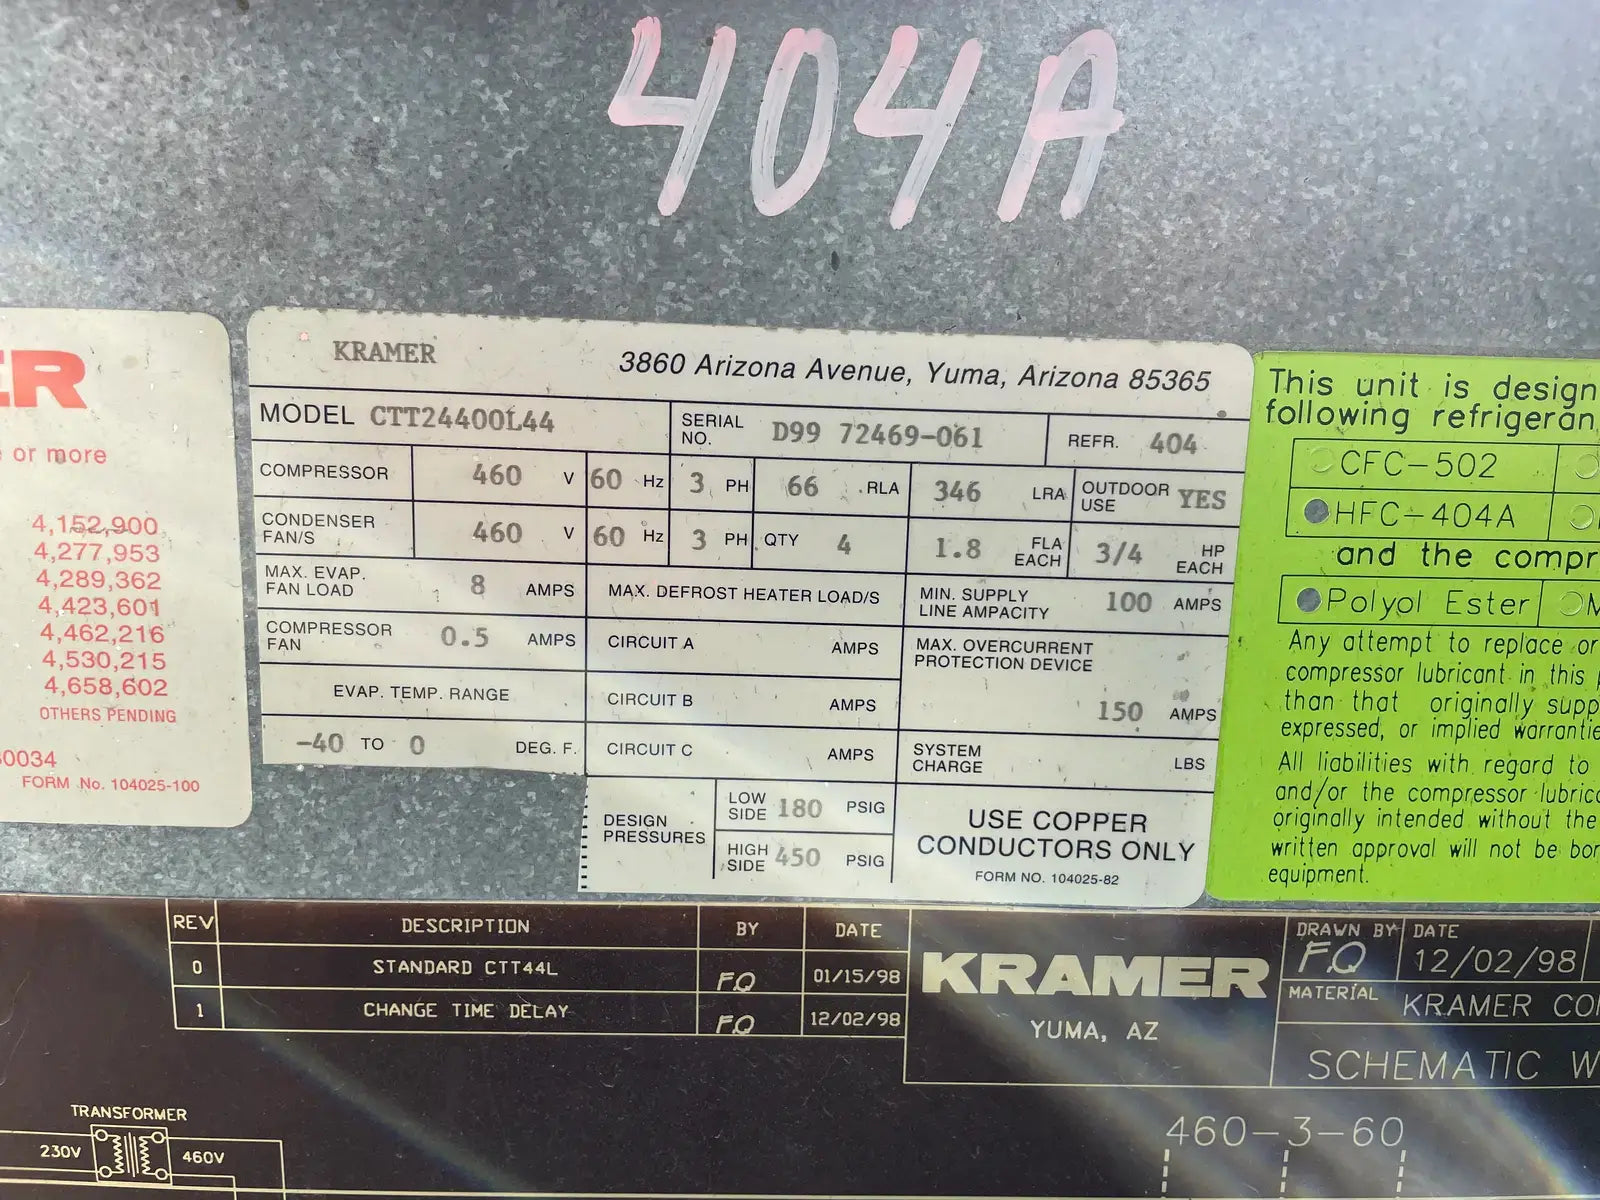 404A
ER
or more
4,152,900
4,277,953
4,289,362
4,423,601
4,462,216
4,530,215
4,658,602
OTHERS PENDING
0034
FORM No. 104025-100
KRAMER 3860 Arizona Avenue, Yuma, Arizona 85365
MODEL CTT24400L44 SERIAL NO. D99 72469-061 REFR. 404
COMPRESSOR 460 V 60 Hz 3 PH 66 RLA 346 LRA OUTDOOR USE YES
CONDENSER FAN/S 460 V 60 Hz 3 PH QTY 4 1.8 FLA EACH 3/4 HP EACH
MAX. EVAP. FAN LOAD 8 AMPS MAX. DEFROST HEATER LOAD/S MIN. SUPPLY LINE AMPACITY 100 AMPS
COMPRESSOR FAN 0.5 AMPS CIRCUIT A AMPS MAX. OVERCURRENT PROTECTION DEVICE
EVAP. TEMP. RANGE CIRCUIT B AMPS 150 AMPS
-40 TO 0 DEG. F. CIRCUIT C AMPS SYSTEM CHARGE LBS
DESIGN PRESSURES LOW SIDE 180 PSIG
HIGH SIDE 450 PSIG
USE COPPER
CONDUCTORS ONLY
FORM NO. 104025-82
This unit is design
following refrigeran
CFC-502
HFC-404A
and the compr
Polyol Ester M
Any attempt to replace or
compressor lubricant in this
than that originally supp
expressed, or implied warrantie
All liabilities with regard to
and/or the compressor lubric
originally intended without the
written approval will not be bor
equipment.
REV DESCRIPTION BY DATE
0 STANDARD CTT44L FQ 01/15/98
1 CHANGE TIME DELAY FQ 12/02/98
KRAMER
YUMA, AZ
DRAWN BY FQ DATE 12/02/98
MATERIAL KRAMER CO
SCHEMATIC W
460-3-60
TRANSFORMER
230V 460V